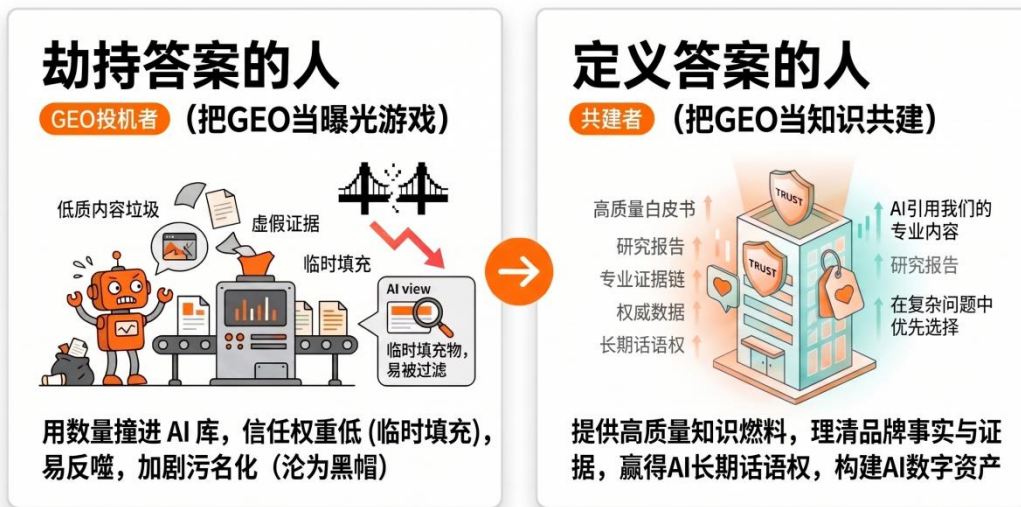 劫持答案的人
GEO投机者 (把GEO当曝光游戏)
低质内容垃圾
虚假证据
临时填充
AI view
临时填充物,
易被过滤
用数量撞进 AI 库，信任权重低 (临时填充)，
易反噬，加剧污名化（沦为黑帽）
定义答案的人
共建者 (把GEO当知识共建)
高质量白皮书
研究报告
专业证据链
权威数据
长期话语权
TRUST
TRUST
AI引用我们的
专业内容
研究报告
在复杂问题中
优先选择
提供高质量知识燃料，理清品牌事实与证
据，赢得AI长期话语权，构建AI数字资产